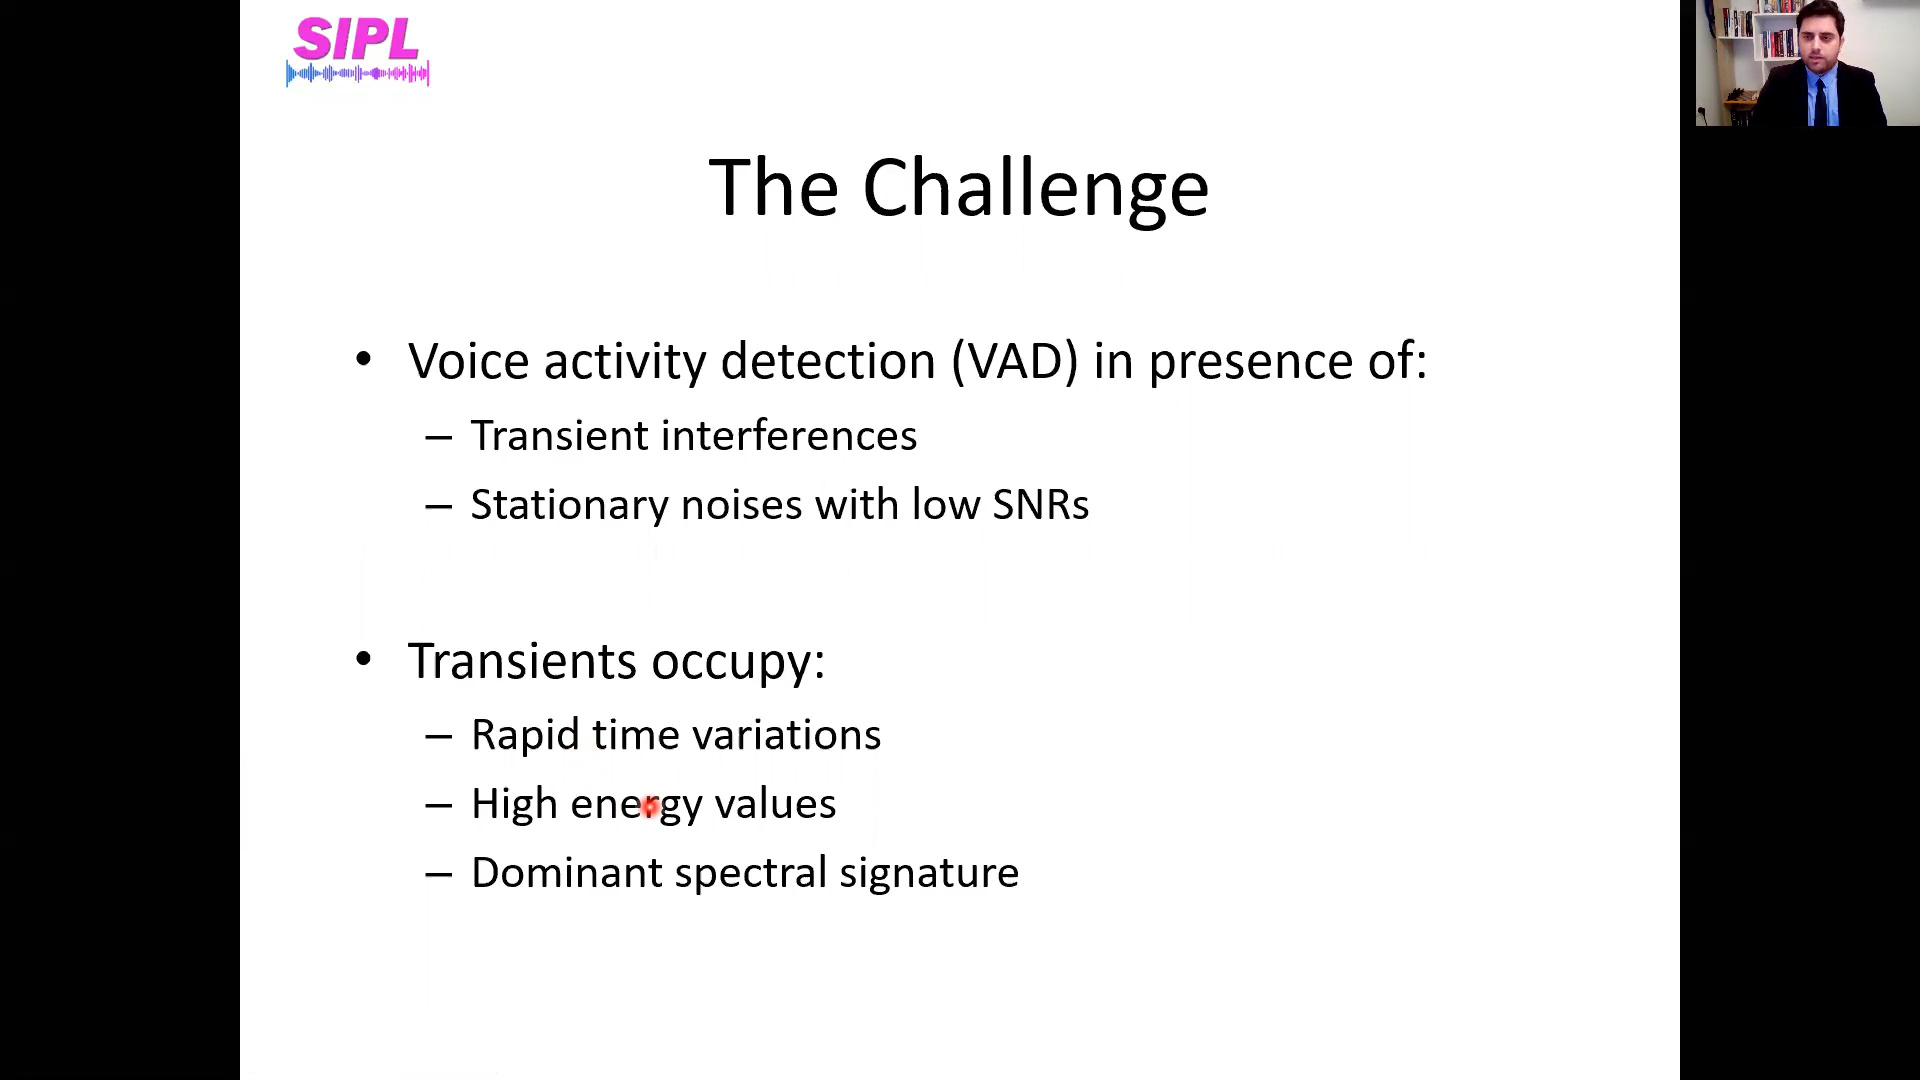 SIPL
The Challenge
• Voice activity detection (VAD) in presence of:
– Transient interferences
– Stationary noises with low SNRs
• Transients occupy:
– Rapid time variations
– High energy values
– Dominant spectral signature